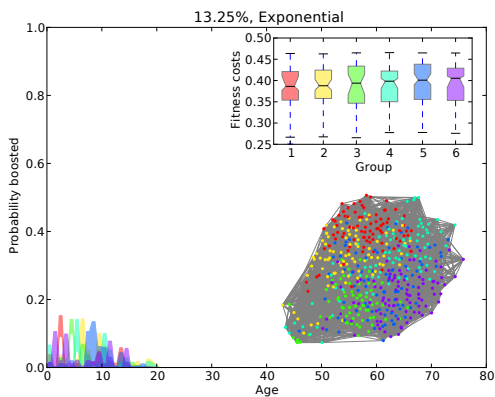 13.25%, Exponential
1.0
0.8
0.6
0.4
0.2
0.0
Probability boosted
0 10 20 30 40 50 60 70 80
Age
0.50
0.45
0.40
0.35
0.30
0.25
Fitness costs
1 2 3 4 5 6
Group